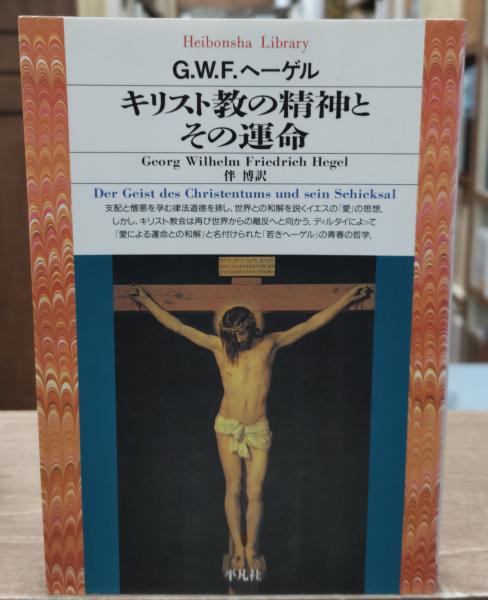 Heibonsha Library
G.W.F.ヘーゲル
キリスト教の精神と
その運命
Georg Wilhelm Friedrich Hegel
伴 博訳
Der Geist des Christentums und sein Schicksal
支配と憎悪を孕む律法道徳を排し、世界との和解を説くイエスの「愛」の思想。
しかし、キリスト教会は再び世界からの離反へと向かう。ディルタイによって
「愛による運命との和解」と名付けられた「若きヘーゲル」の青春の哲学。
平凡社